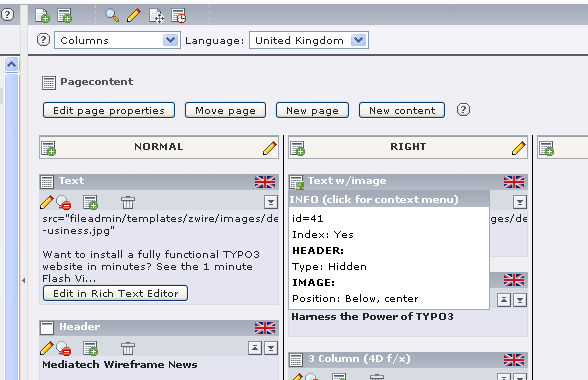 Columns Language: United Kingdom
Pagecontent
Edit page properties Move page New page New content
NORMAL
Text
src="fileadmin/templates/zwire/images/de
-usiness.jpg"
Want to install a fully functional TYPO3
website in minutes? See the 1 minute
Flash Vi...
Edit in Rich Text Editor
Header
Mediatech Wireframe News
RIGHT
Text w/image
INFO (click for context menu)
id=41
Index: Yes
HEADER:
Type: Hidden
IMAGE:
Position: Below, center
ges/de
Harness the Power of TYPO3
3 Column (4D f/x)